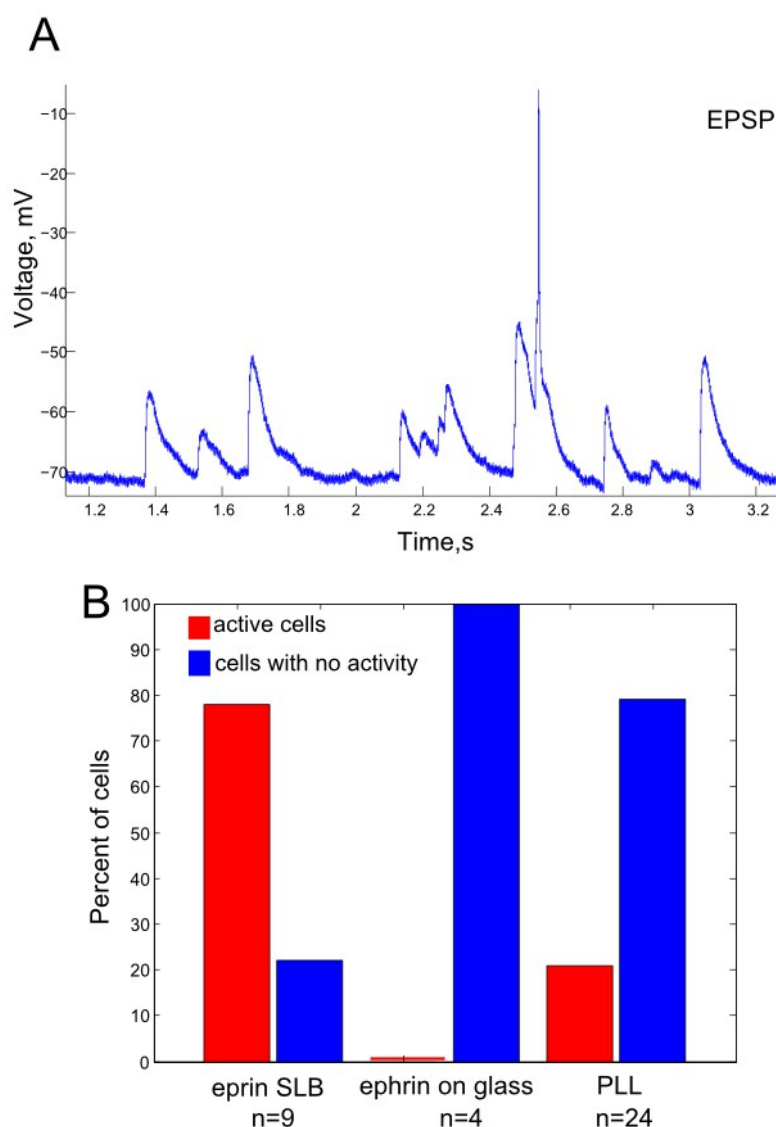 A
EPSP
Voltage, mV
−10
−20
−30
−40
−50
−60
−70
1.2 1.4 1.6 1.8 2 2.2 2.4 2.6 2.8 3 3.2
Time,s
B
active cells
cells with no activity
Percent of cells
100
90
80
70
60
50
40
30
20
10
0
eprin SLB ephrin on glass PLL
n=9 n=4 n=24